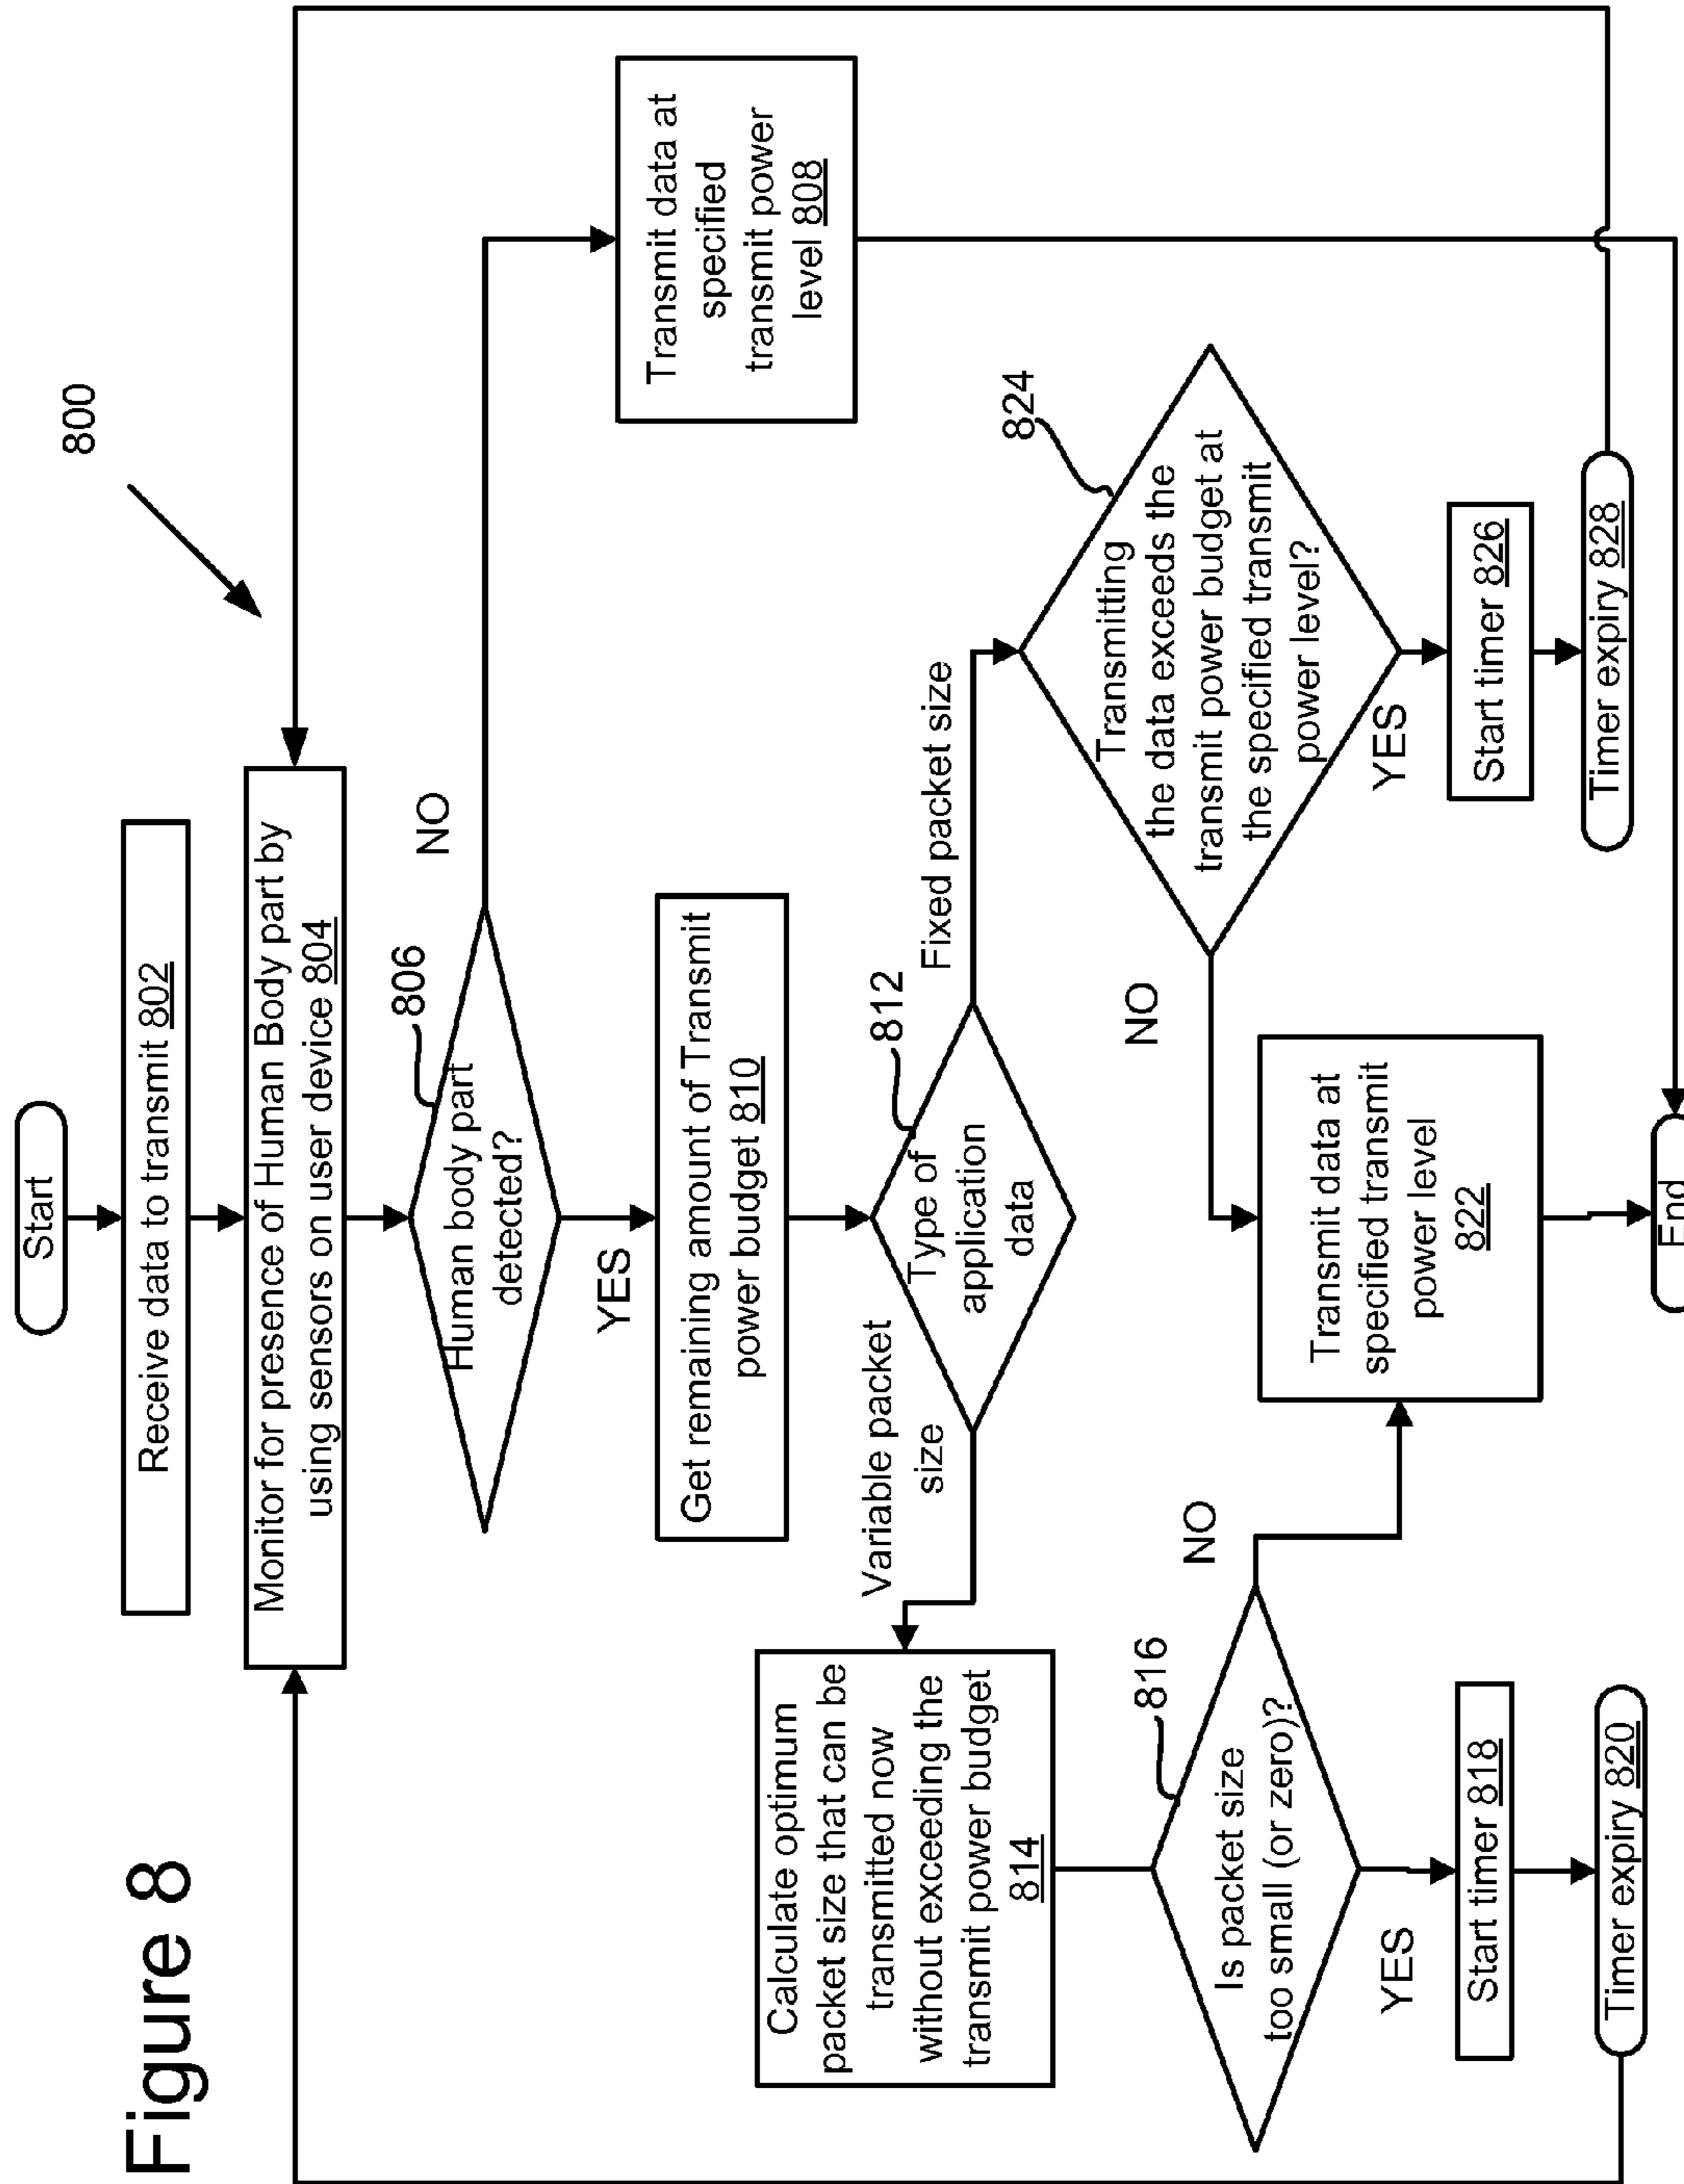 Figure 8
800
Start
Receive data to transmit 802
Monitor for presence of Human Body part by
using sensors on user device 804
806
Human body part
detected?
NO
YES
Transmit data at
specified
transmit power
level 808
Get remaining amount of Transmit
power budget 810
812
Type of
application
data
Variable packet
size
Fixed packet size
Calculate optimum
packet size that can be
transmitted now
without exceeding the
transmit power budget
814
816
Is packet size
too small (or zero)?
NO
YES
Start timer 818
Timer expiry 820
Transmit data at
specified transmit
power level
822
824
Transmitting
the data exceeds the
transmit power budget at
the specified transmit
power level?
NO
YES
Start timer 826
Timer expiry 828
End